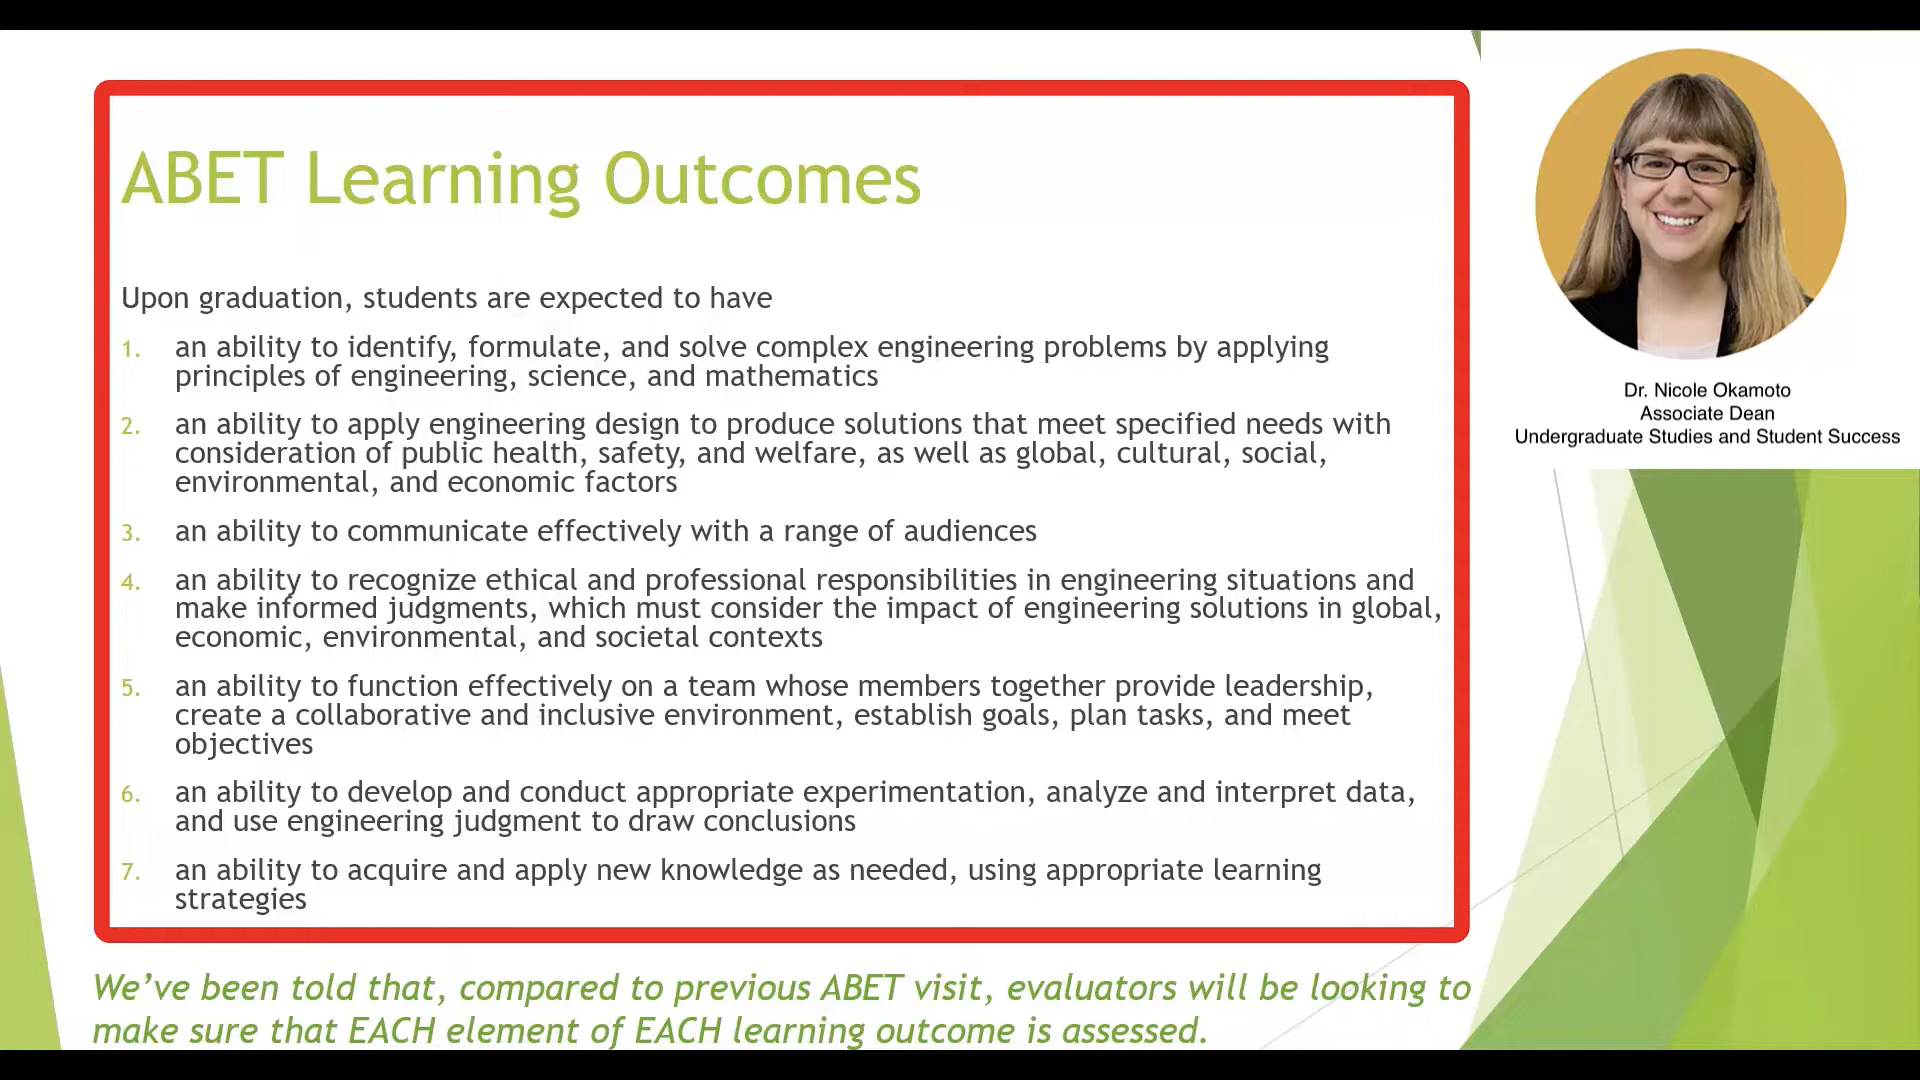 ABET Learning Outcomes
Upon graduation, students are expected to have
1. an ability to identify, formulate, and solve complex engineering problems by applying
principles of engineering, science, and mathematics
2. an ability to apply engineering design to produce solutions that meet specified needs with
consideration of public health, safety, and welfare, as well as global, cultural, social,
environmental, and economic factors
3. an ability to communicate effectively with a range of audiences
4. an ability to recognize ethical and professional responsibilities in engineering situations and
make informed judgments, which must consider the impact of engineering solutions in global,
economic, environmental, and societal contexts
5. an ability to function effectively on a team whose members together provide leadership,
create a collaborative and inclusive environment, establish goals, plan tasks, and meet
objectives
6. an ability to develop and conduct appropriate experimentation, analyze and interpret data,
and use engineering judgment to draw conclusions
7. an ability to acquire and apply new knowledge as needed, using appropriate learning
strategies
We've been told that, compared to previous ABET visit, evaluators will be looking to
make sure that EACH element of EACH learning outcome is assessed.
Dr. Nicole Okamoto
Associate Dean
Undergraduate Studies and Student Success